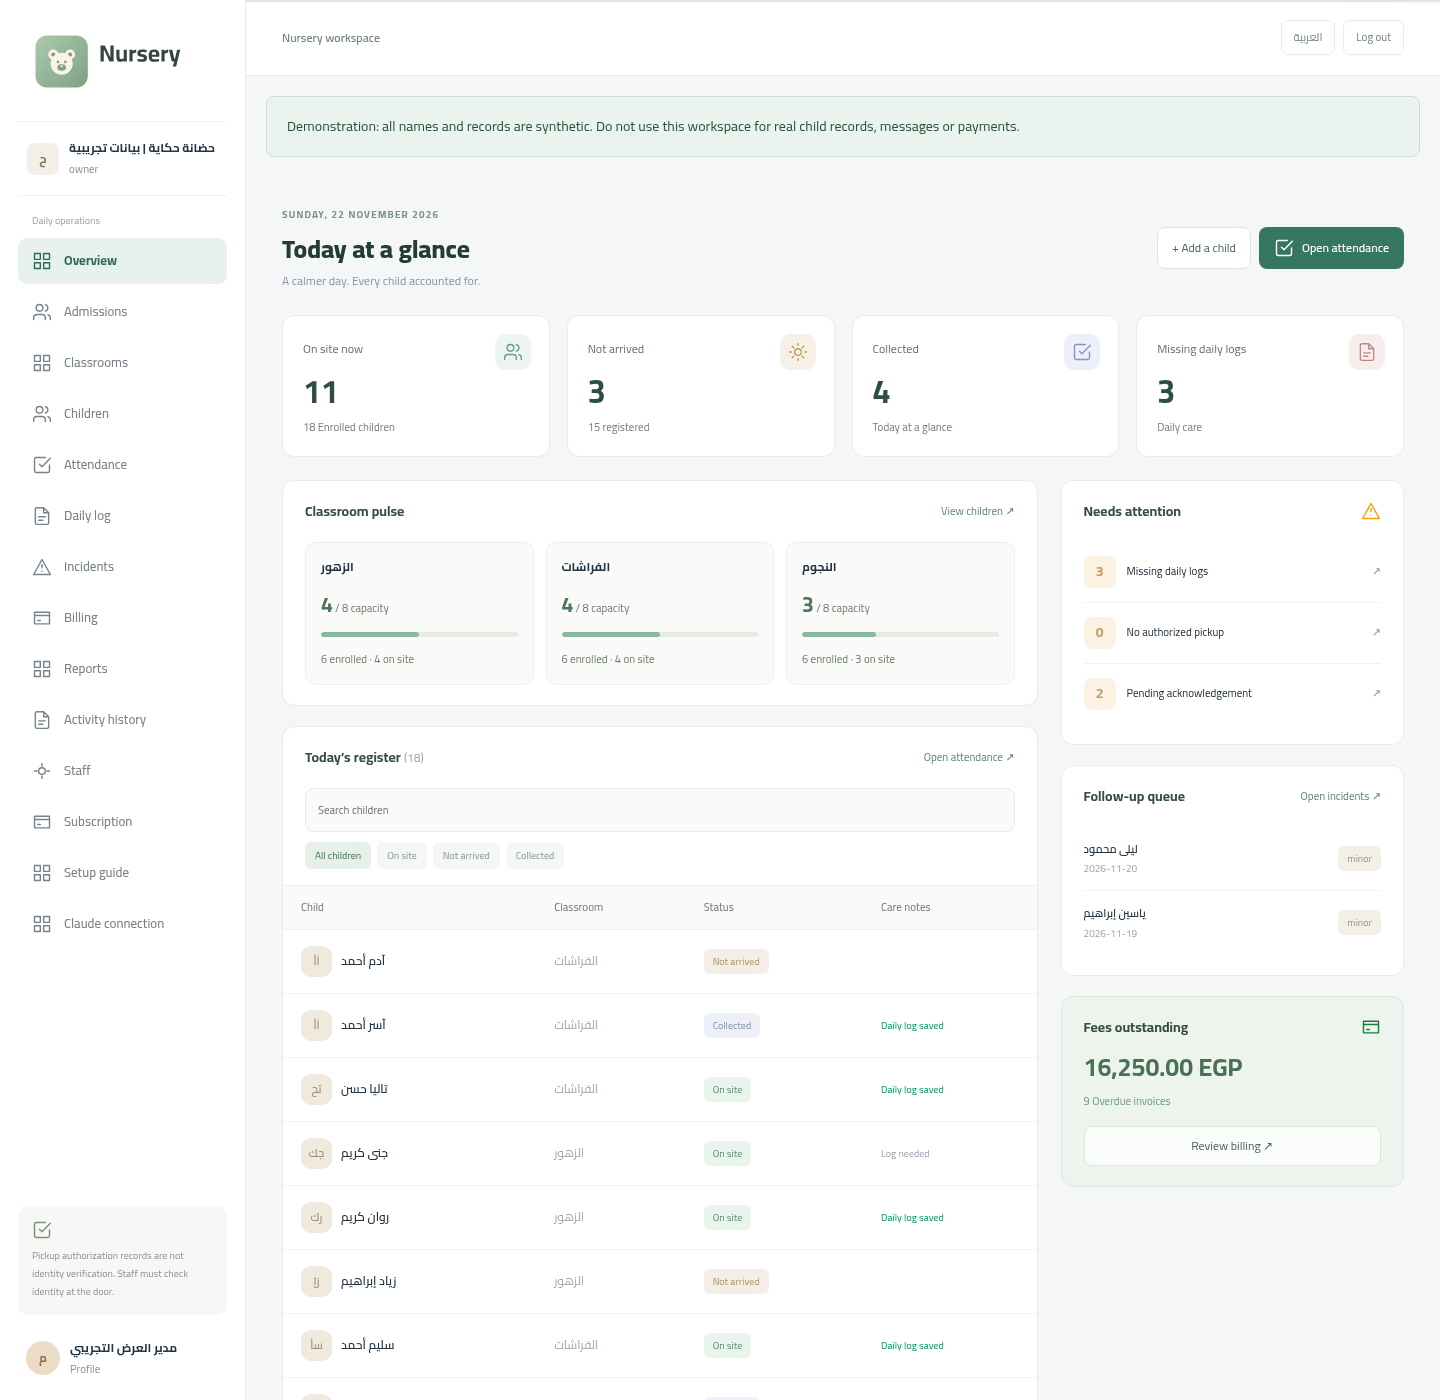 Nursery
حضانة حكاية | بيانات تجريبية
ح
owner
Daily operations
Overview
Admissions
Classrooms
Children
Attendance
Daily log
Incidents
Billing
Reports
Activity history
Staff
Subscription
Setup guide
Claude connection
Pickup authorization records are not
identity verification. Staff must check
identity at the door.
مدير العرض التجريبي
م
Profile
Nursery workspace
العربية
Log out
Demonstration: all names and records are synthetic. Do not use this workspace for real child records, messages or payments.
SUNDAY, 22 NOVEMBER 2026
Today at a glance
A calmer day. Every child accounted for.
+ Add a child
Open attendance
On site now
11
18 Enrolled children
Not arrived
3
15 registered
Collected
4
Today at a glance
Missing daily logs
3
Daily care
Classroom pulse
View children ↗
الزهور
4 / 8 capacity
6 enrolled · 4 on site
الفراشات
4 / 8 capacity
6 enrolled · 4 on site
النجوم
3 / 8 capacity
6 enrolled · 3 on site
Today's register (18)
Open attendance ↗
Search children
All children
On site
Not arrived
Collected
Child Classroom Status Care notes
أأ آدم أحمد الفراشات Not arrived
أأ آسر أحمد الفراشات Collected Daily log saved
تح تاليا حسن الفراشات On site Daily log saved
جك جنى كريم الزهور On site Log needed
رك روان كريم الزهور On site Daily log saved
زإ زياد إبراهيم الزهور Not arrived
سأ سليم أحمد الفراشات On site Daily log saved
Needs attention
3 Missing daily logs ↗
0 No authorized pickup ↗
2 Pending acknowledgement ↗
Follow-up queue
Open incidents ↗
ليلى محمود
2026-11-20
minor
ياسين إبراهيم
2026-11-19
minor
Fees outstanding
16,250.00 EGP
9 Overdue invoices
Review billing ↗